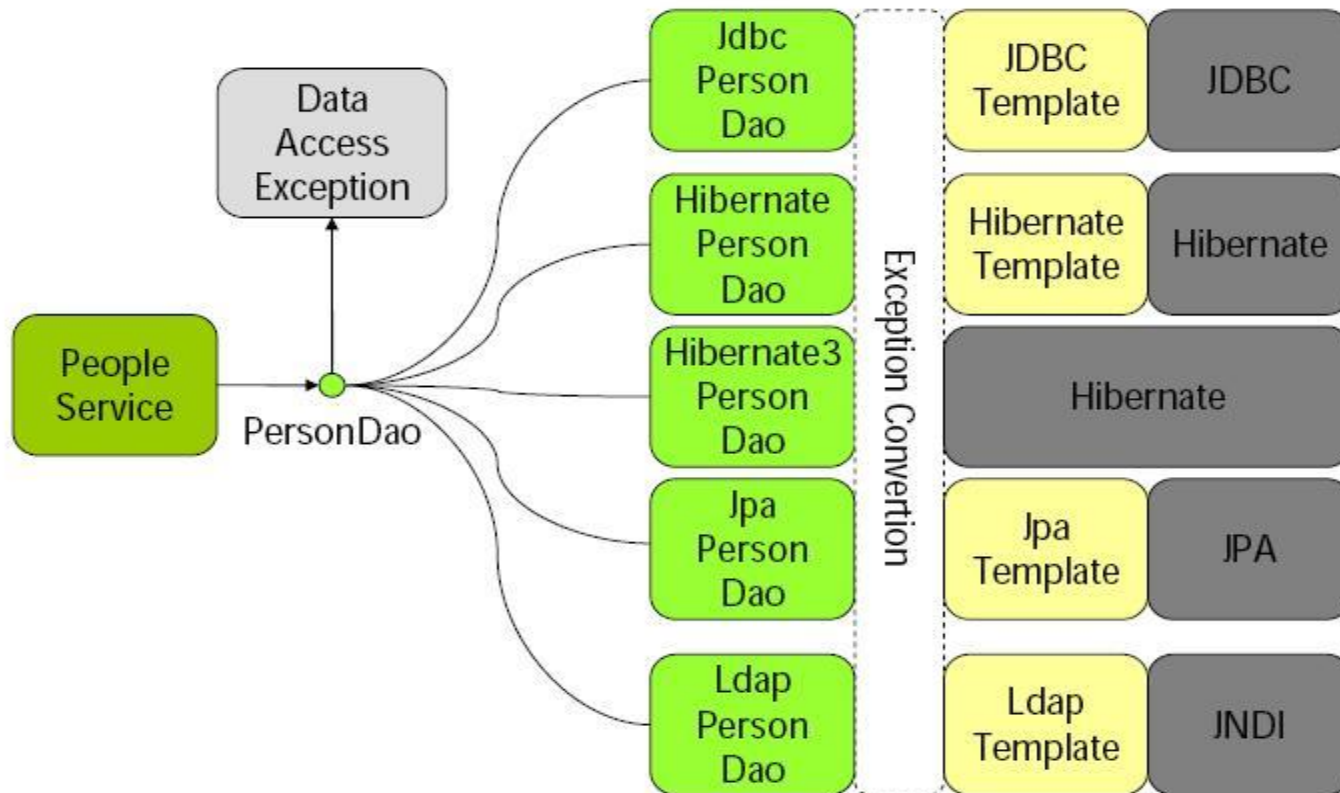 Data
Access
Exception
People
Service
PersonDao
Jdbc
Person
Dao
Hibernate
Person
Dao
Hibernate3
Person
Dao
Jpa
Person
Dao
Ldap
Person
Dao
Exception Convertion
JDBC
Template
JDBC
Hibernate
Template
Hibernate
Hibernate
Jpa
Template
JPA
Ldap
Template
JNDI